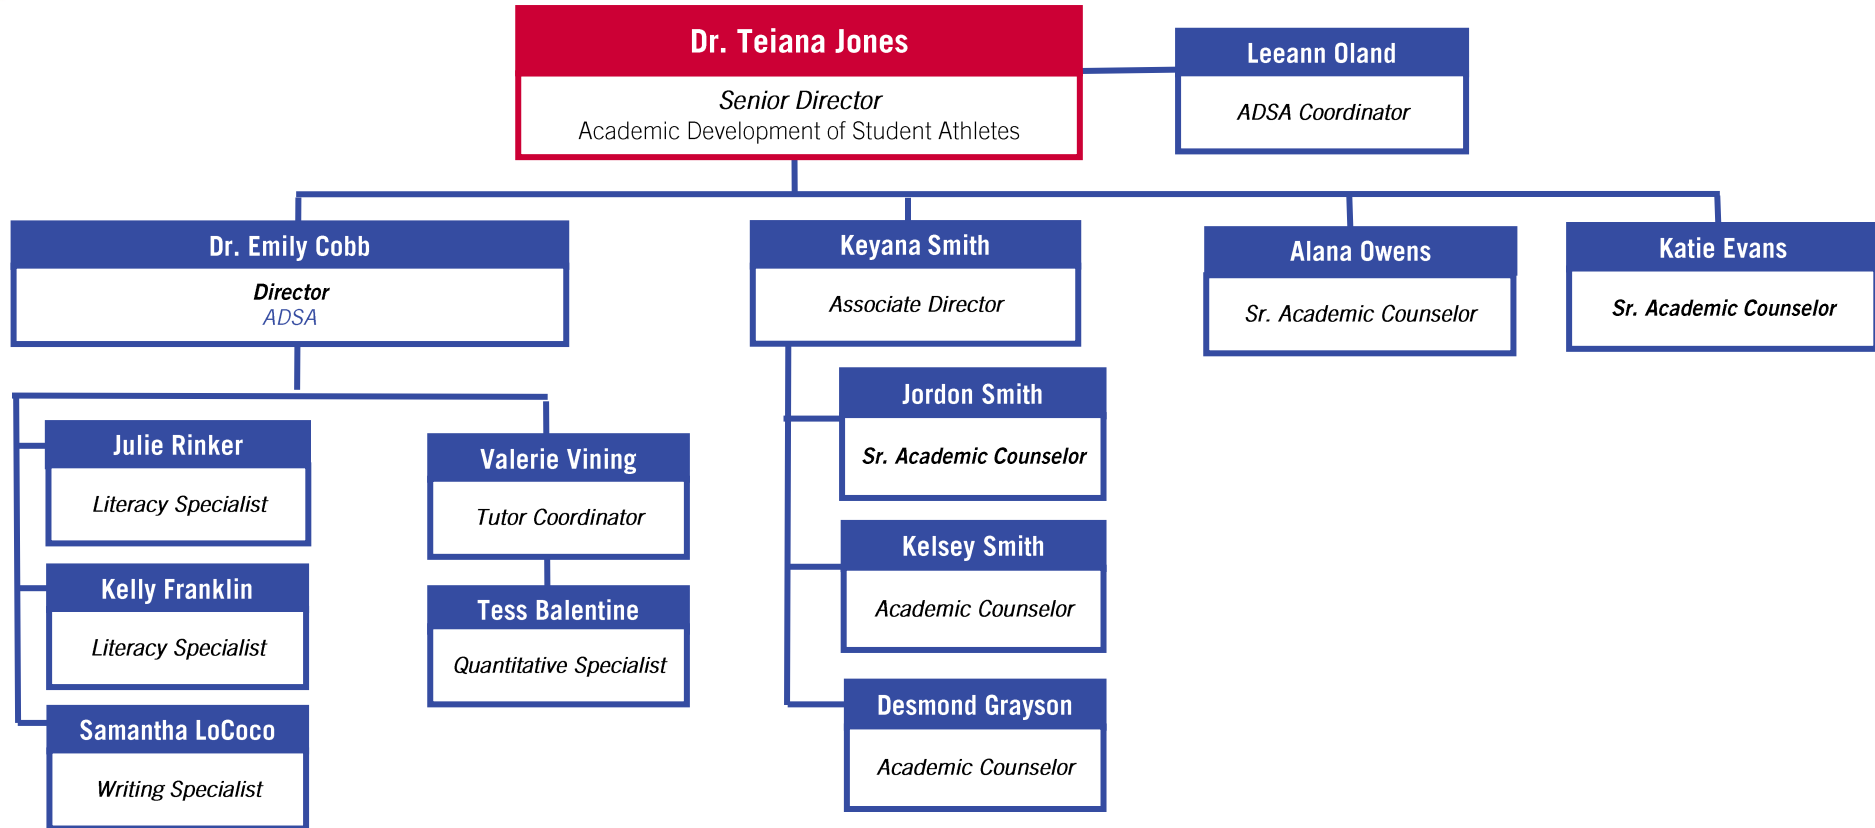 Dr. Teiana Jones
Senior Director
Academic Development of Student Athletes
Leeann Oland
ADSA Coordinator
Dr. Emily Cobb
Director
ADSA
Keyana Smith
Associate Director
Alana Owens
Sr. Academic Counselor
Katie Evans
Sr. Academic Counselor
Julie Rinker
Literacy Specialist
Kelly Franklin
Literacy Specialist
Samantha LoCoco
Writing Specialist
Valerie Vining
Tutor Coordinator
Tess Balentine
Quantitative Specialist
Jordon Smith
Sr. Academic Counselor
Kelsey Smith
Academic Counselor
Desmond Grayson
Academic Counselor